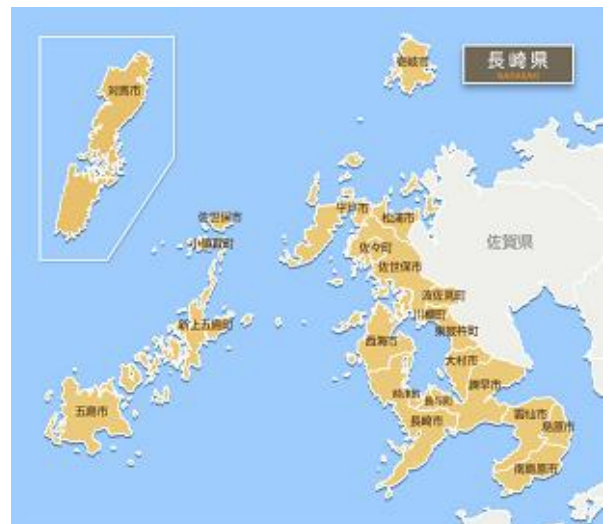 長崎県
NAGASAKI
壱岐市
対馬市
平戸市
松浦市
佐世保市
小値賀町
佐々町
佐賀県
佐世保市
波佐見町
川棚町
新上五島町
東彼杵町
西海市
大村市
諫早市
時津町
長与町
五島市
長崎市
雲仙市
島原市
南島原市